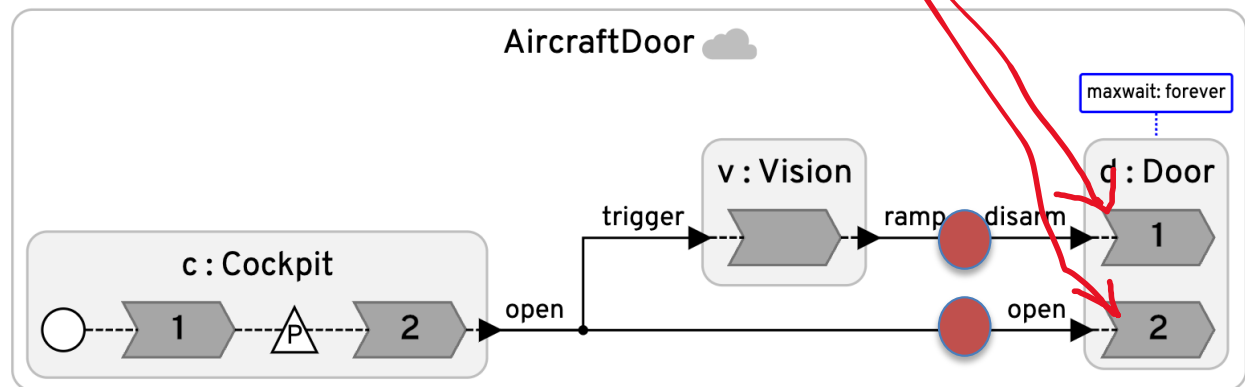 AircraftDoor
maxwait: forever
v : Vision
d : Door
trigger
ramp
disarm
1
c : Cockpit
1
P
2
open
open
2